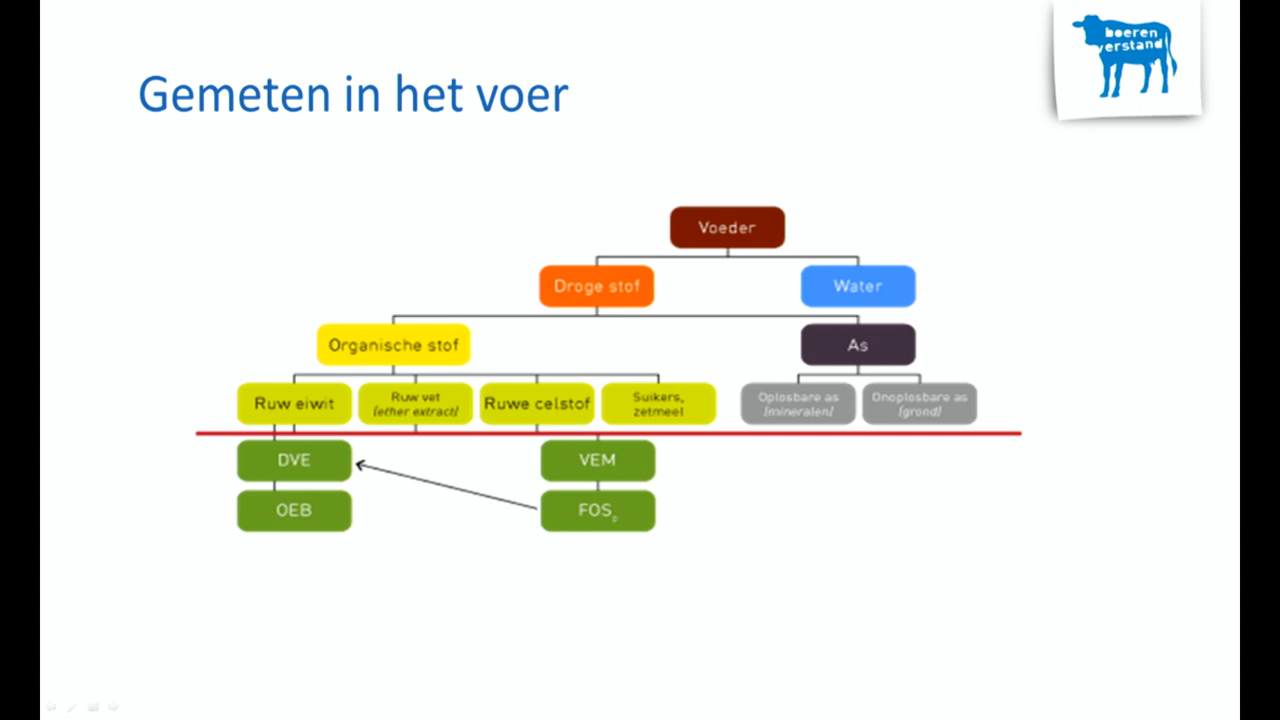 boeren
verstand
Gemeten in het voer
Voeder
Droge stof
Water
Organische stof
As
Ruw eiwit
Ruw vet
(ether extract)
Ruwe celstof
Suikers,
zetmeel
Oplosbare as
(mineralen)
Onoplosbare as
(grond)
DVE
VEM
OEB
FOSp